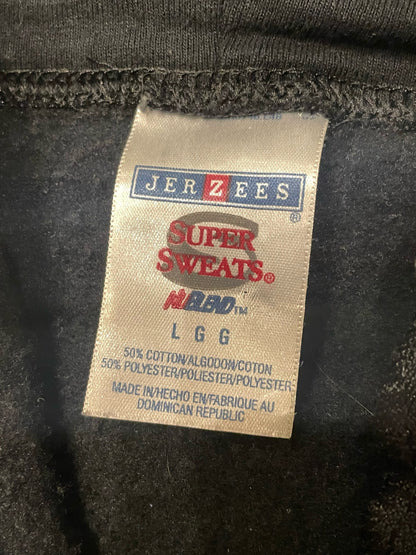 JERZEES®
SUPER
SWEATS®
NuBLEND™
L G G
50% COTTON/ALGODON/COTON
50% POLYESTER/POLIESTER/POLYESTER
MADE IN/HECHO EN/FABRIQUE AU
DOMINICAN REPUBLIC